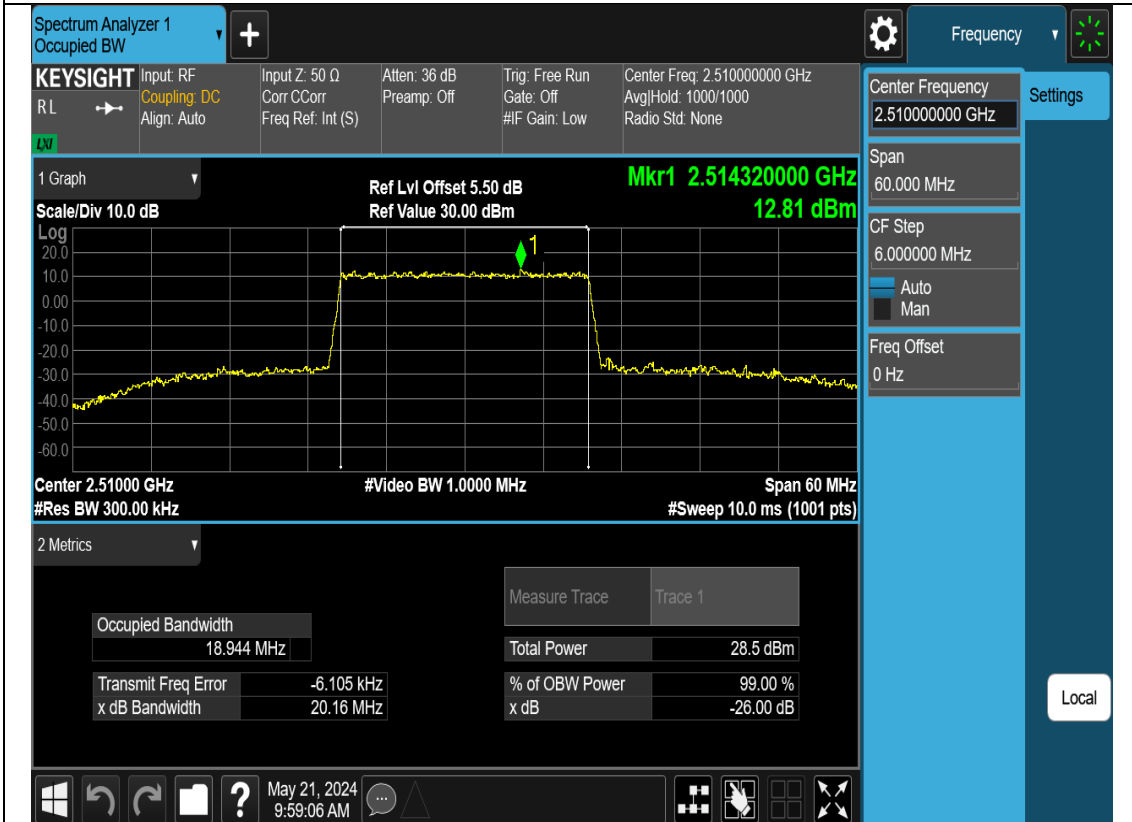 Spectrum Analyzer 1
Occupied BW
+
Frequency
KEYSIGHT
RL
LXI
Input: RF
Coupling: DC
Align: Auto
Input Z: 50 Ω
Corr CCorr
Freq Ref: Int (S)
Atten: 36 dB
Preamp: Off
Trig: Free Run
Gate: Off
#IF Gain: Low
Center Freq: 2.510000000 GHz
Avg|Hold: 1000/1000
Radio Std: None
Center Frequency
2.510000000 GHz
Settings
Span
60.000 MHz
CF Step
6.000000 MHz
Auto
Man
Freq Offset
0 Hz
Local
1 Graph
Scale/Div 10.0 dB
Ref Lvl Offset 5.50 dB
Ref Value 30.00 dBm
Mkr1 2.514320000 GHz
12.81 dBm
Log
20.0
10.0
0.00
-10.0
-20.0
-30.0
-40.0
-50.0
-60.0
1
Center 2.51000 GHz
#Res BW 300.00 kHz
#Video BW 1.0000 MHz
Span 60 MHz
#Sweep 10.0 ms (1001 pts)
2 Metrics
Measure Trace Trace 1
Occupied Bandwidth
18.944 MHz
Total Power 28.5 dBm
Transmit Freq Error -6.105 kHz
% of OBW Power 99.00 %
x dB Bandwidth 20.16 MHz
x dB -26.00 dB
?
May 21, 2024
9:59:06 AM